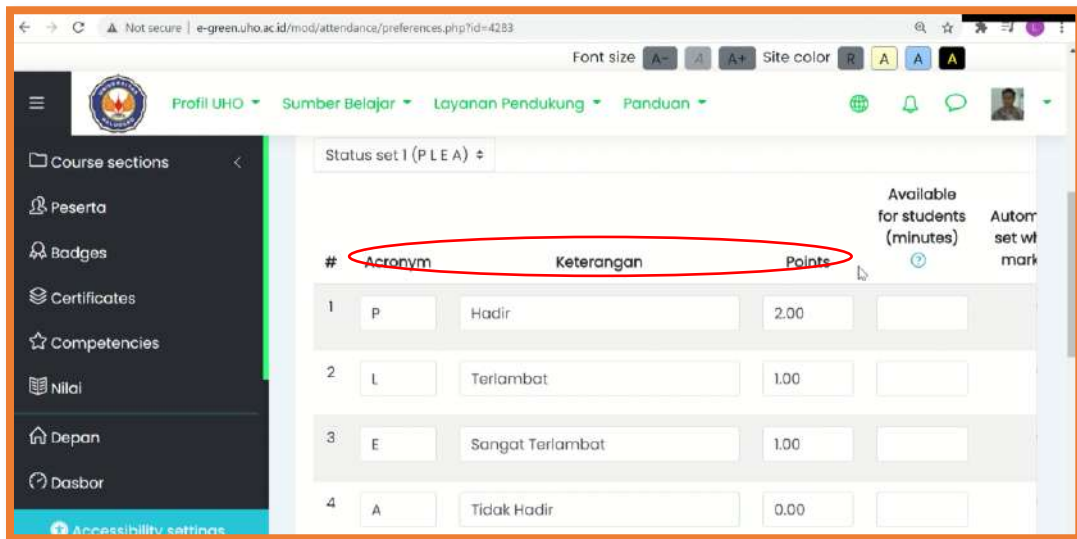 Not secure | e-green.uho.ac.id/mod/attendance/preferences.php?id=4283
Font size A- A A+ Site color R A A A
Profil UHO Sumber Belajar Layanan Pendukung Panduan
Course sections
Peserta
Badges
Certificates
Competencies
Nilai
Depan
Dasbor
Accessibility settings
Status set 1 (P L E A)
# Acronym Keterangan Points Available for students (minutes)
1 P Hadir 2.00
2 L Terlambat 1.00
3 E Sangat Terlambat 1.00
4 A Tidak Hadir 0.00